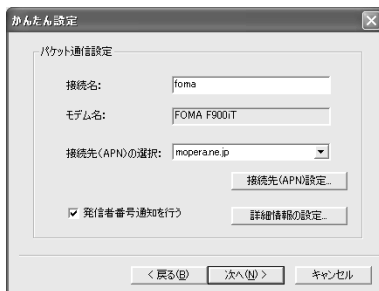 かんたん設定
パケット通信設定
接続名: foma
モデム名: FOMA F900iT
接続先(APN)の選択: mopera.ne.jp
接続先(APN)設定...
発信者番号通知を行う 詳細情報の設定...
< 戻る(B) 次へ(N) > キャンセル